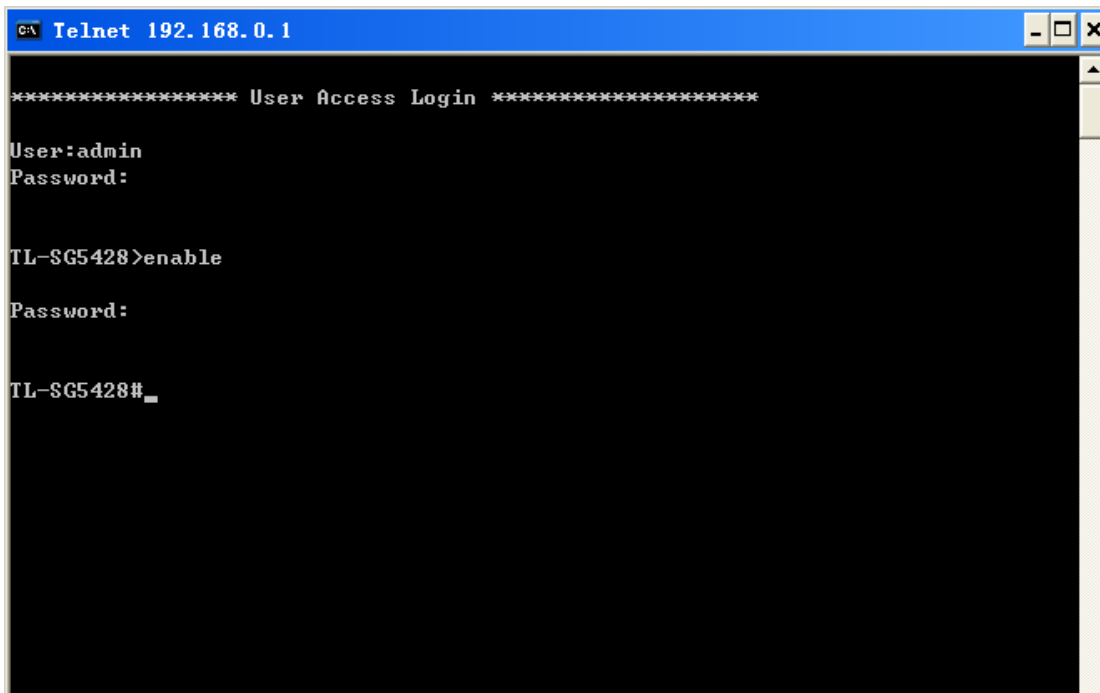 Telnet 192.168.0.1
***************** User Access Login ********************
User:admin
Password:
TL-SG5428>enable
Password:
TL-SG5428#_